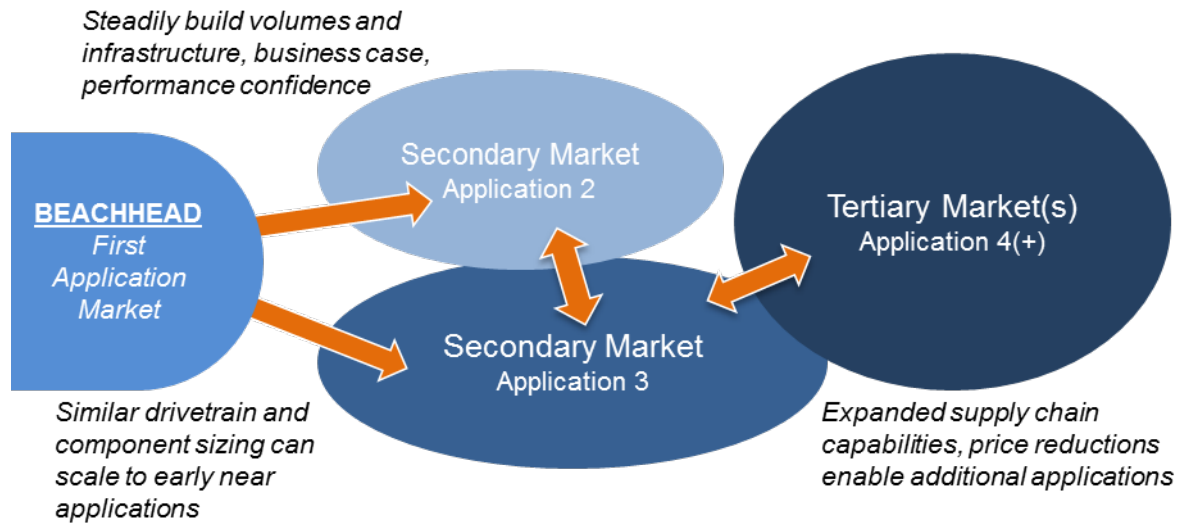 Steadily build volumes and
infrastructure, business case,
performance confidence
Secondary Market
Application 2
BEACHHEAD
First
Application
Market
Tertiary Market(s)
Application 4(+)
Secondary Market
Application 3
Similar drivetrain and
component sizing can
scale to early near
applications
Expanded supply chain
capabilities, price reductions
enable additional applications